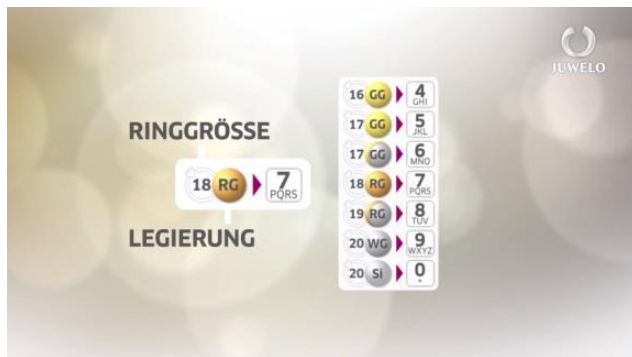 JUWELO
RINGGRÖSSE
18 RG 7 PQRS
LEGIERUNG
16 GG 4 GHI
17 GG 5 JKL
17 GG 6 MNO
18 RG 7 PQRS
19 RG 8 TUV
20 WG 9 WXYZ
20 Si 0 +